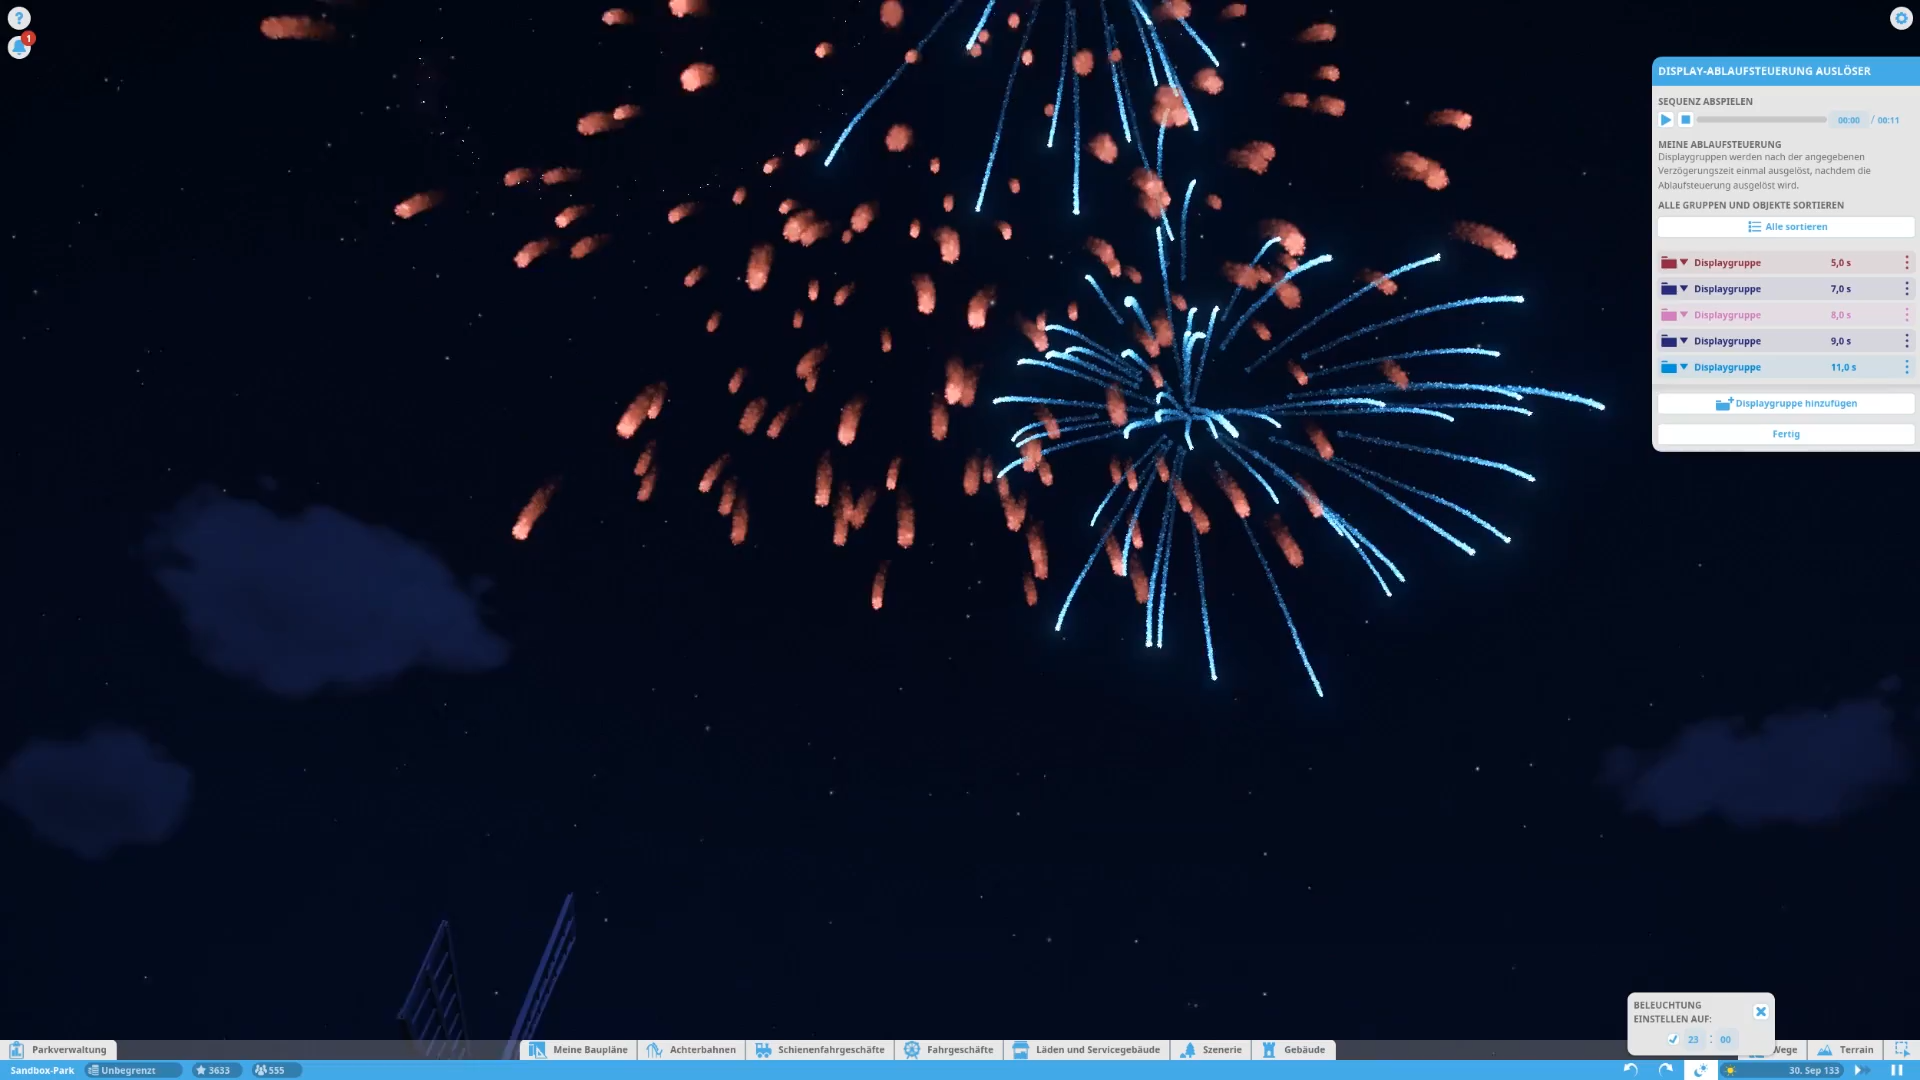 ?
1
DISPLAY-ABLAUFSTEUERUNG AUSLÖSER
SEQUENZ ABSPIELEN
00:00 / 00:11
MEINE ABLAUFSTEUERUNG
Displaygruppen werden nach der angegebenen
Verzögerungszeit einmal ausgelöst, nachdem die
Ablaufsteuerung ausgelöst wird.
ALLE GRUPPEN UND OBJEKTE SORTIEREN
Alle sortieren
Displaygruppe 5,0 s
Displaygruppe 7,0 s
Displaygruppe 8,0 s
Displaygruppe 9,0 s
Displaygruppe 11,0 s
Displaygruppe hinzufügen
Fertig
BELEUCHTUNG
EINSTELLEN AUF:
23 : 00
Parkverwaltung Meine Baupläne Achterbahnen Schienenfahrgeschäfte Fahrgeschäfte Läden und Servicegebäude Szenerie Gebäude Wege Terrain
Sandbox-Park Unbegrenzt 3633 555 30. Sep 133